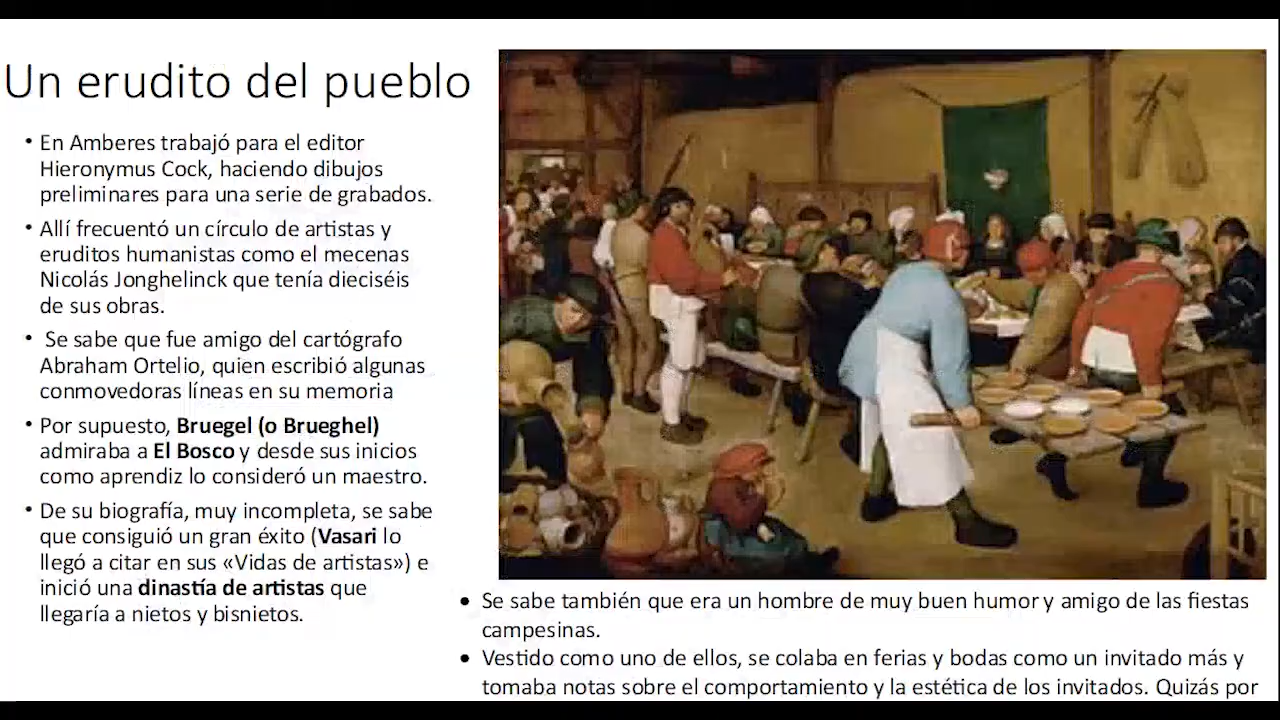 Un erudito del pueblo
• En Amberes trabajó para el editor
Hieronymus Cock, haciendo dibujos
preliminares para una serie de grabados.
• Allí frecuentó un círculo de artistas y
eruditos humanistas como el mecenas
Nicolás Jonghelinck que tenía dieciséis
de sus obras.
• Se sabe que fue amigo del cartógrafo
Abraham Ortelio, quien escribió algunas
conmovedoras líneas en su memoria
• Por supuesto, Bruegel (o Brueghel)
admiraba a El Bosco y desde sus inicios
como aprendiz lo consideró un maestro.
• De su biografía, muy incompleta, se sabe
que consiguió un gran éxito (Vasari lo
llegó a citar en sus «Vidas de artistas») e
inició una dinastía de artistas que
llegaría a nietos y bisnietos.
• Se sabe también que era un hombre de muy buen humor y amigo de las fiestas
campesinas.
• Vestido como uno de ellos, se colaba en ferias y bodas como un invitado más y
tomaba notas sobre el comportamiento y la estética de los invitados. Quizás por